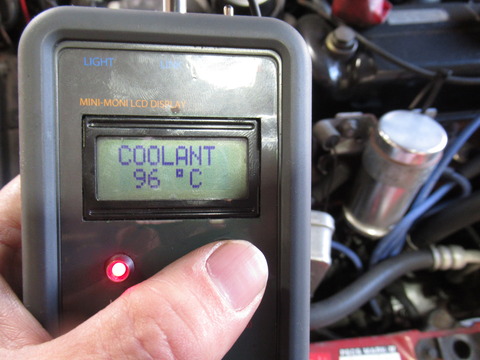 LIGHT
MINI-MONI LCD DISPLAY
COOLANT
96 °C